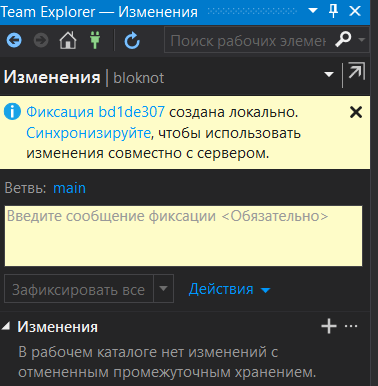 Team Explorer — Изменения
Поиск рабочих элемен
Изменения | bloknot
Фиксация bd1de307 создана локально.
Синхронизируйте, чтобы использовать
изменения совместно с сервером.
Ветвь: main
Введите сообщение фиксации <Обязательно>
Зафиксировать все
Действия
Изменения
В рабочем каталоге нет изменений с
отмененным промежуточным хранением.